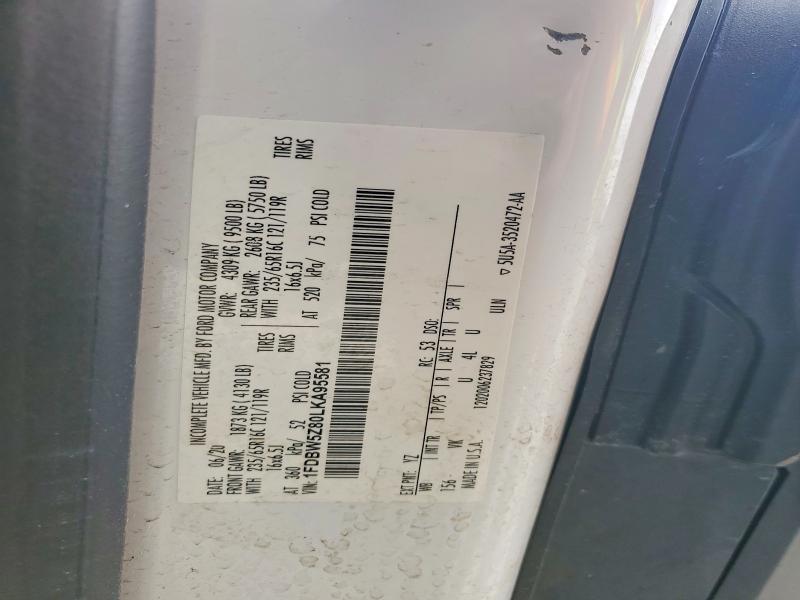 INCOMPLETE VEHICLE MFD. BY FORD MOTOR COMPANY
DATE: 06/20 GVWR: 4309 KG ( 9500 LB)
FRONT GAWR: 1873 KG ( 4130 LB) REAR GAWR: 2608 KG ( 5750 LB)
WITH 235/65R16C 121/119R TIRES WITH 235/65R16C 121/119R TIRES
16x6.5J RIMS 16x6.5J RIMS
AT 360 kPa/ 52 PSI COLD AT 520 kPa/ 75 PSI COLD
VIN: 1FDBW5Z80LKA95581
EXT PNT: YZ RC: 53 DSO:
WB INT TR TP/PS R AXLE TR SPR
156 VK U 4L U
MADE IN U.S.A. 12020062378​29 ULN
▽ 5U5A-3520472-AA